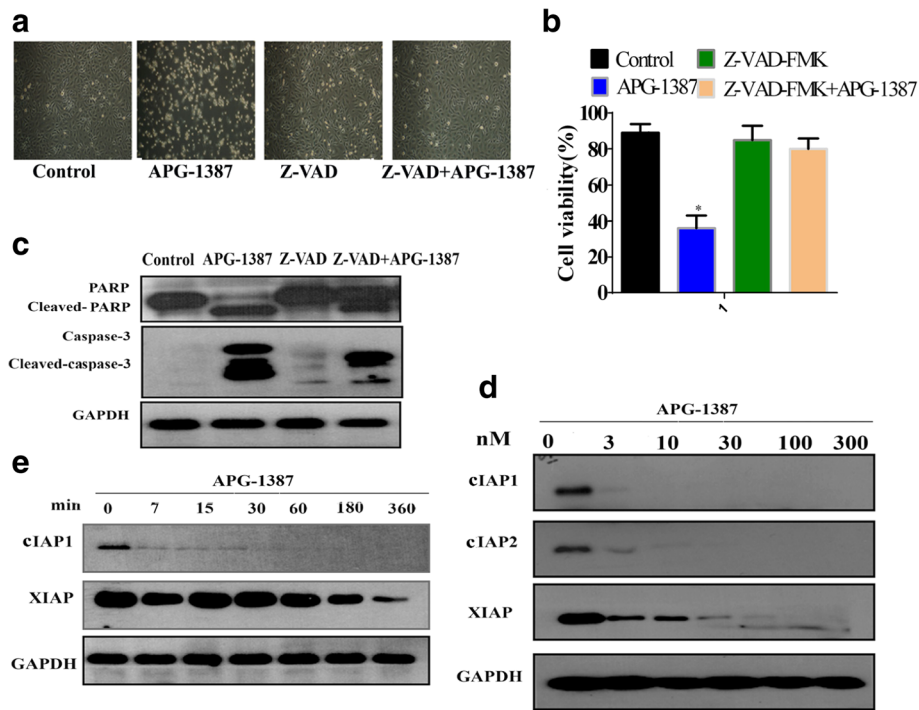 a
Control APG-1387 Z-VAD Z-VAD+APG-1387
b
Control Z-VAD-FMK
APG-1387 Z-VAD-FMK+APG-1387
Cell viability(%)
100
80
60
40
20
0
*
1
c
Control APG-1387 Z-VAD Z-VAD+APG-1387
PARP
Cleaved-PARP
Caspase-3
Cleaved-caspase-3
GAPDH
d
APG-1387
nM 0 3 10 30 100 300
cIAP1
cIAP2
XIAP
GAPDH
e
APG-1387
min 0 7 15 30 60 180 360
cIAP1
XIAP
GAPDH